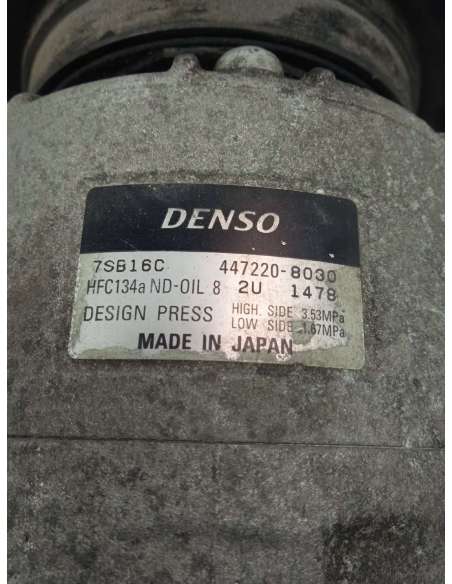 DENSO
7SB16C 447220-8030
HFC134a ND-OIL 8 2U 1478
DESIGN PRESS HIGH. SIDE 3.53MPa
LOW SIDE 1.67MPa
MADE IN JAPAN